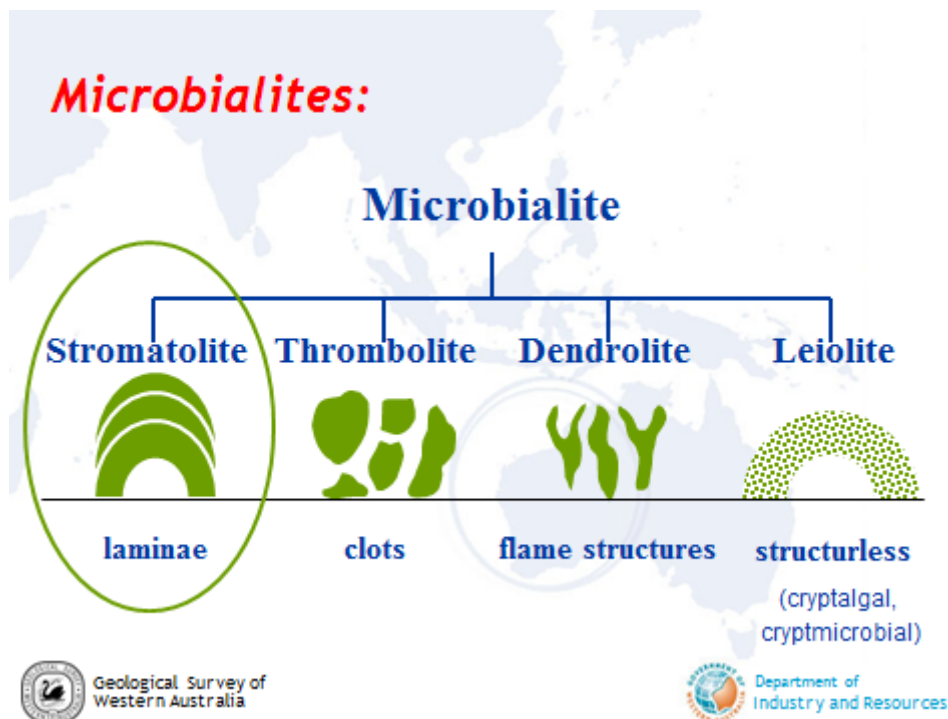 Microbialites:
Microbialite
Stromatolite Thrombolite Dendrolite Leiolite
laminae clots flame structures structurless
(cryptalgal,
cryptmicrobial)
Geological Survey of
Western Australia
Department of
Industry and Resources